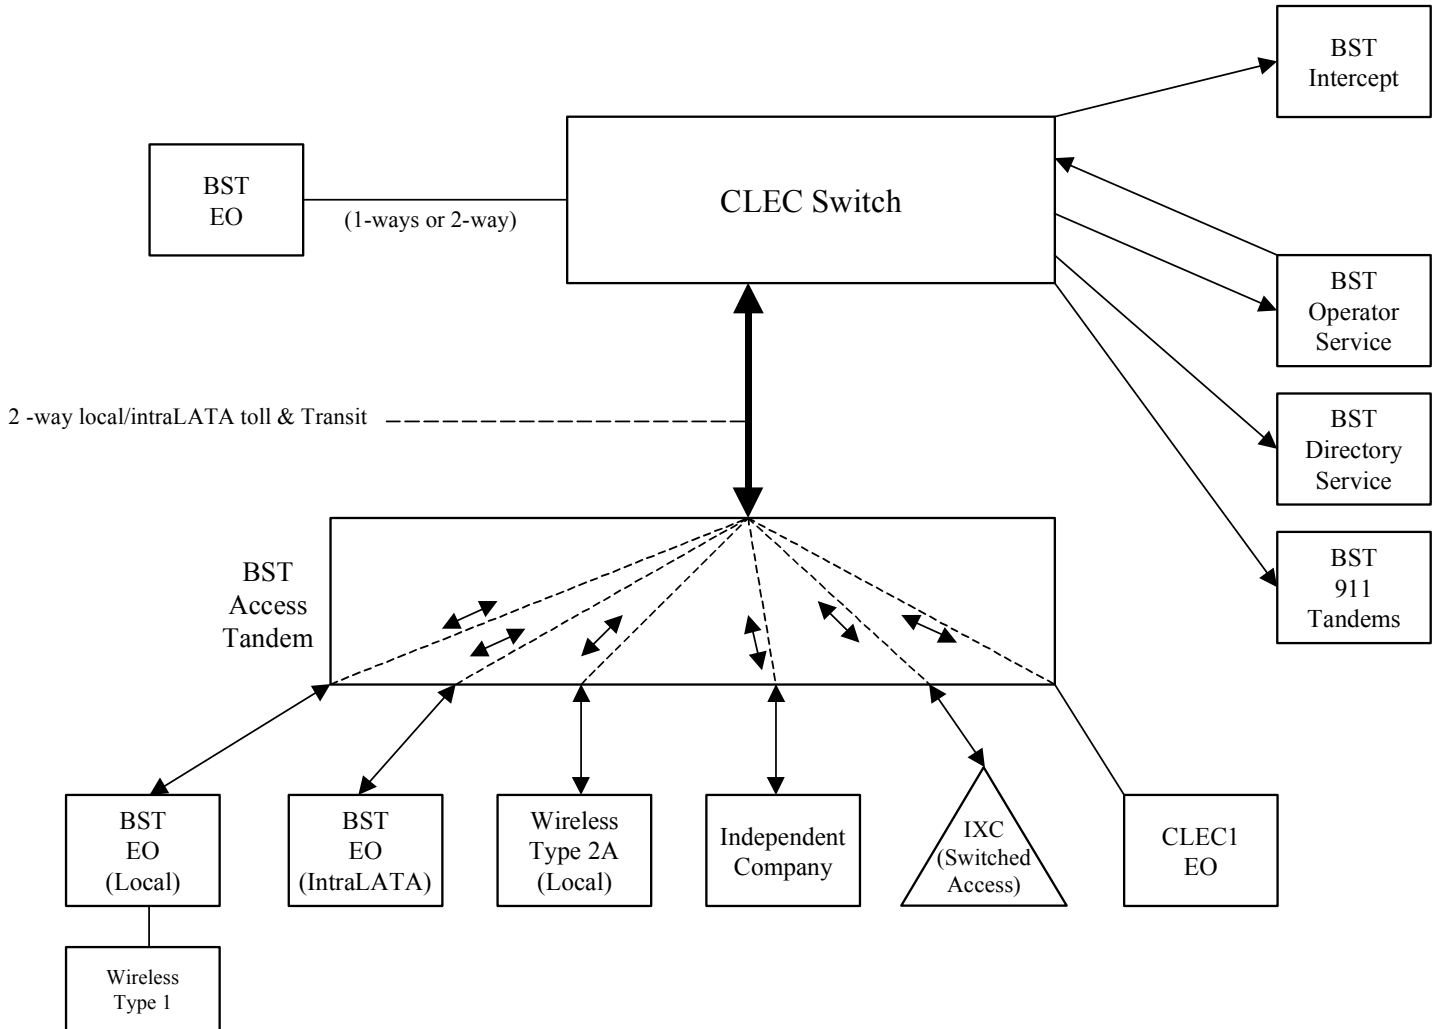 BST
Intercept
BST
EO
(1-ways or 2-way)
CLEC Switch
BST
Operator
Service
2 -way local/intraLATA toll & Transit
BST
Directory
Service
BST
Access
Tandem
BST
911
Tandems
BST
EO
(Local)
BST
EO
(IntraLATA)
Wireless
Type 2A
(Local)
Independent
Company
IXC
(Switched
Access)
CLEC1
EO
Wireless
Type 1